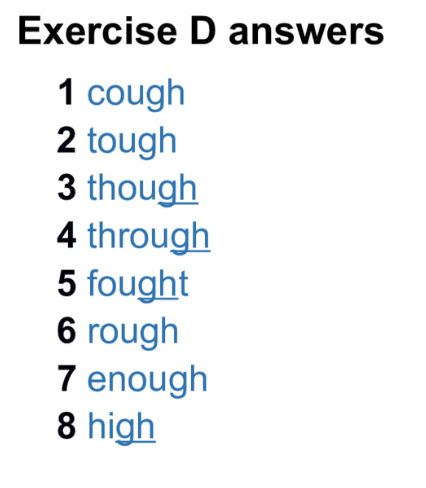 Exercise D answers
1 cough
2 tough
3 though
4 through
5 fought
6 rough
7 enough
8 high